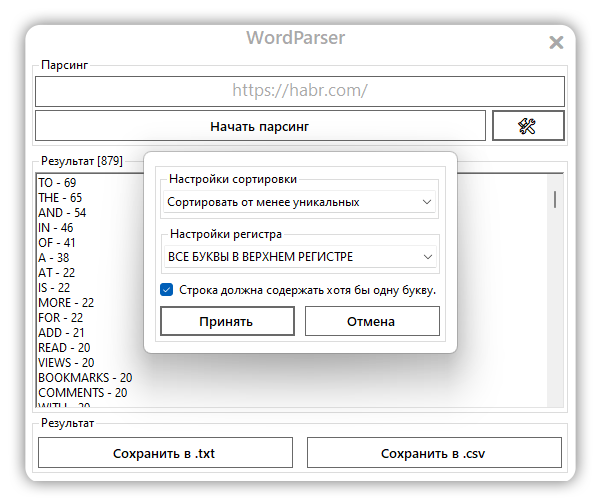 WordParser
Парсинг
https://habr.com/
Начать парсинг
Результат [879]
TO - 69
THE - 65
AND - 54
IN - 46
OF - 41
A - 38
AT - 22
IS - 22
MORE - 22
FOR - 22
ADD - 21
READ - 20
VIEWS - 20
BOOKMARKS - 20
COMMENTS - 20
WITH - 20
Настройки сортировки
Сортировать от менее уникальных
Настройки регистра
ВСЕ БУКВЫ В ВЕРХНЕМ РЕГИСТРЕ
Строка должна содержать хотя бы одну букву.
Принять
Отмена
Результат
Сохранить в .txt
Сохранить в .csv